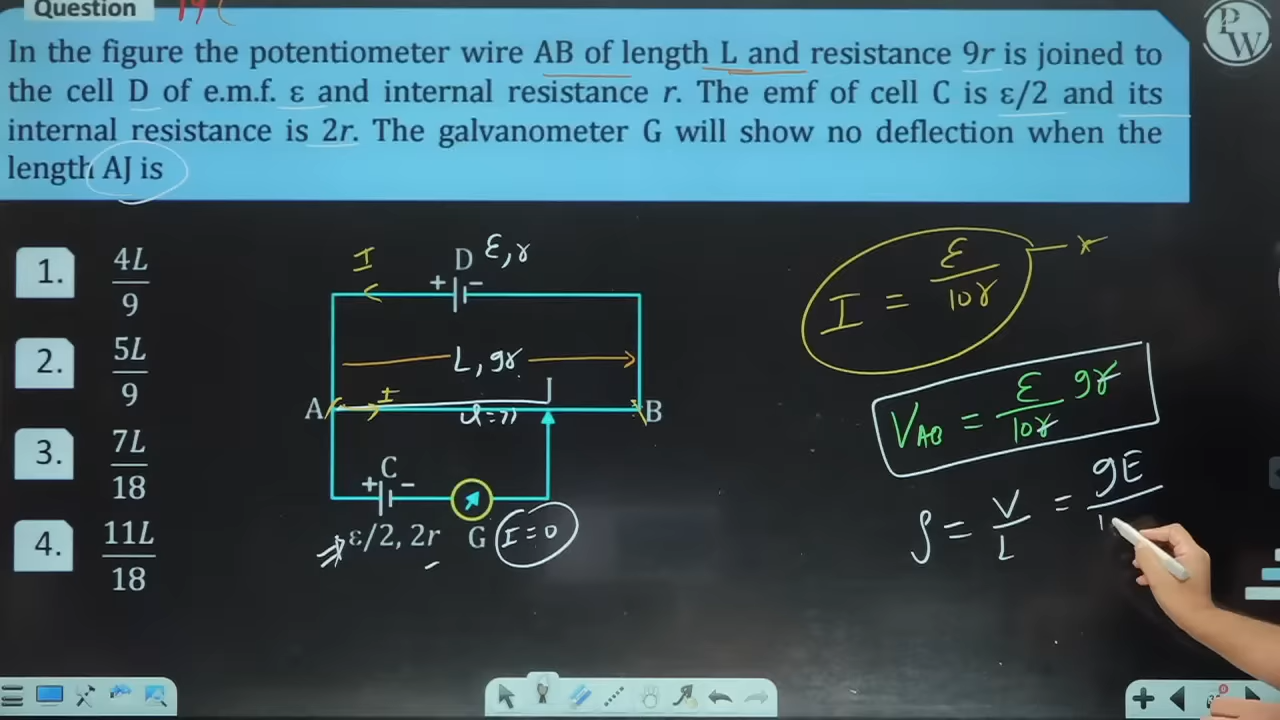 Question
19
In the figure the potentiometer wire AB of length L and resistance 9r is joined to
the cell D of e.m.f. ε and internal resistance r. The emf of cell C is ε/2 and its
internal resistance is 2r. The galvanometer G will show no deflection when the
length AJ is
PW
1. 4L/9
2. 5L/9
3. 7L/18
4. 11L/18
I
D ε, r
+ -
L, 9r
J
A I B
C
+ -
ε/2, 2r G I = 0
I = ε/10r
V_AB = ε/10r 9r
ρ = V/L = 9E